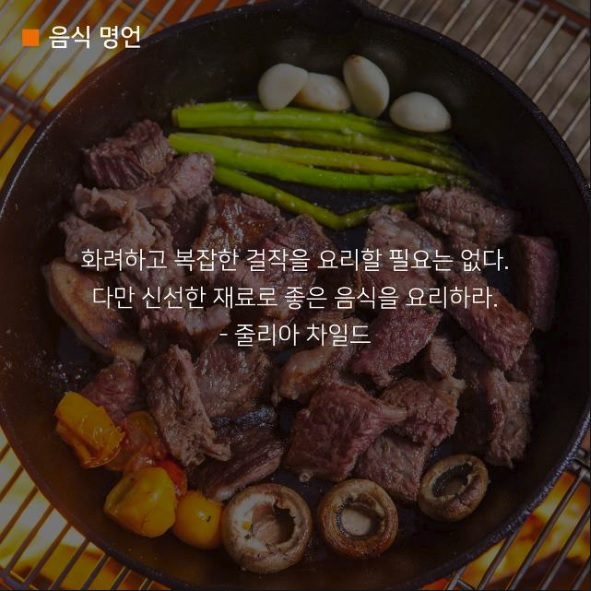 음식 명언
화려하고 복잡한 걸작을 요리할 필요는 없다.
다만 신선한 재료로 좋은 음식을 요리하라.
- 줄리아 차일드